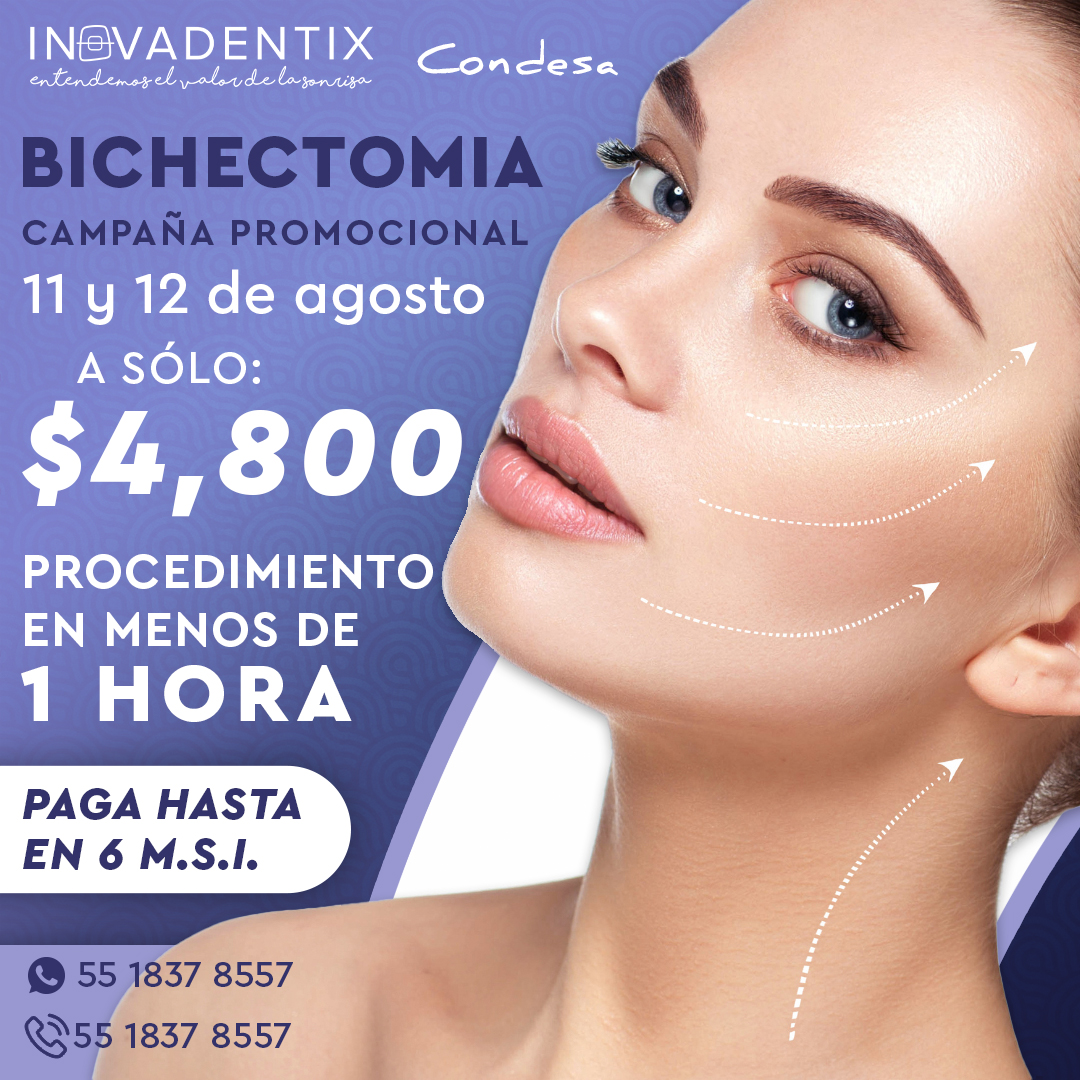 INOVADENTIX
entendemos el valor de la sonrisa
Condesa
BICHECTOMIA
CAMPAÑA PROMOCIONAL
11 y 12 de agosto
A SÓLO:
$4,800
PROCEDIMIENTO
EN MENOS DE
1 HORA
PAGA HASTA
EN 6 M.S.I.
55 1837 8557
55 1837 8557